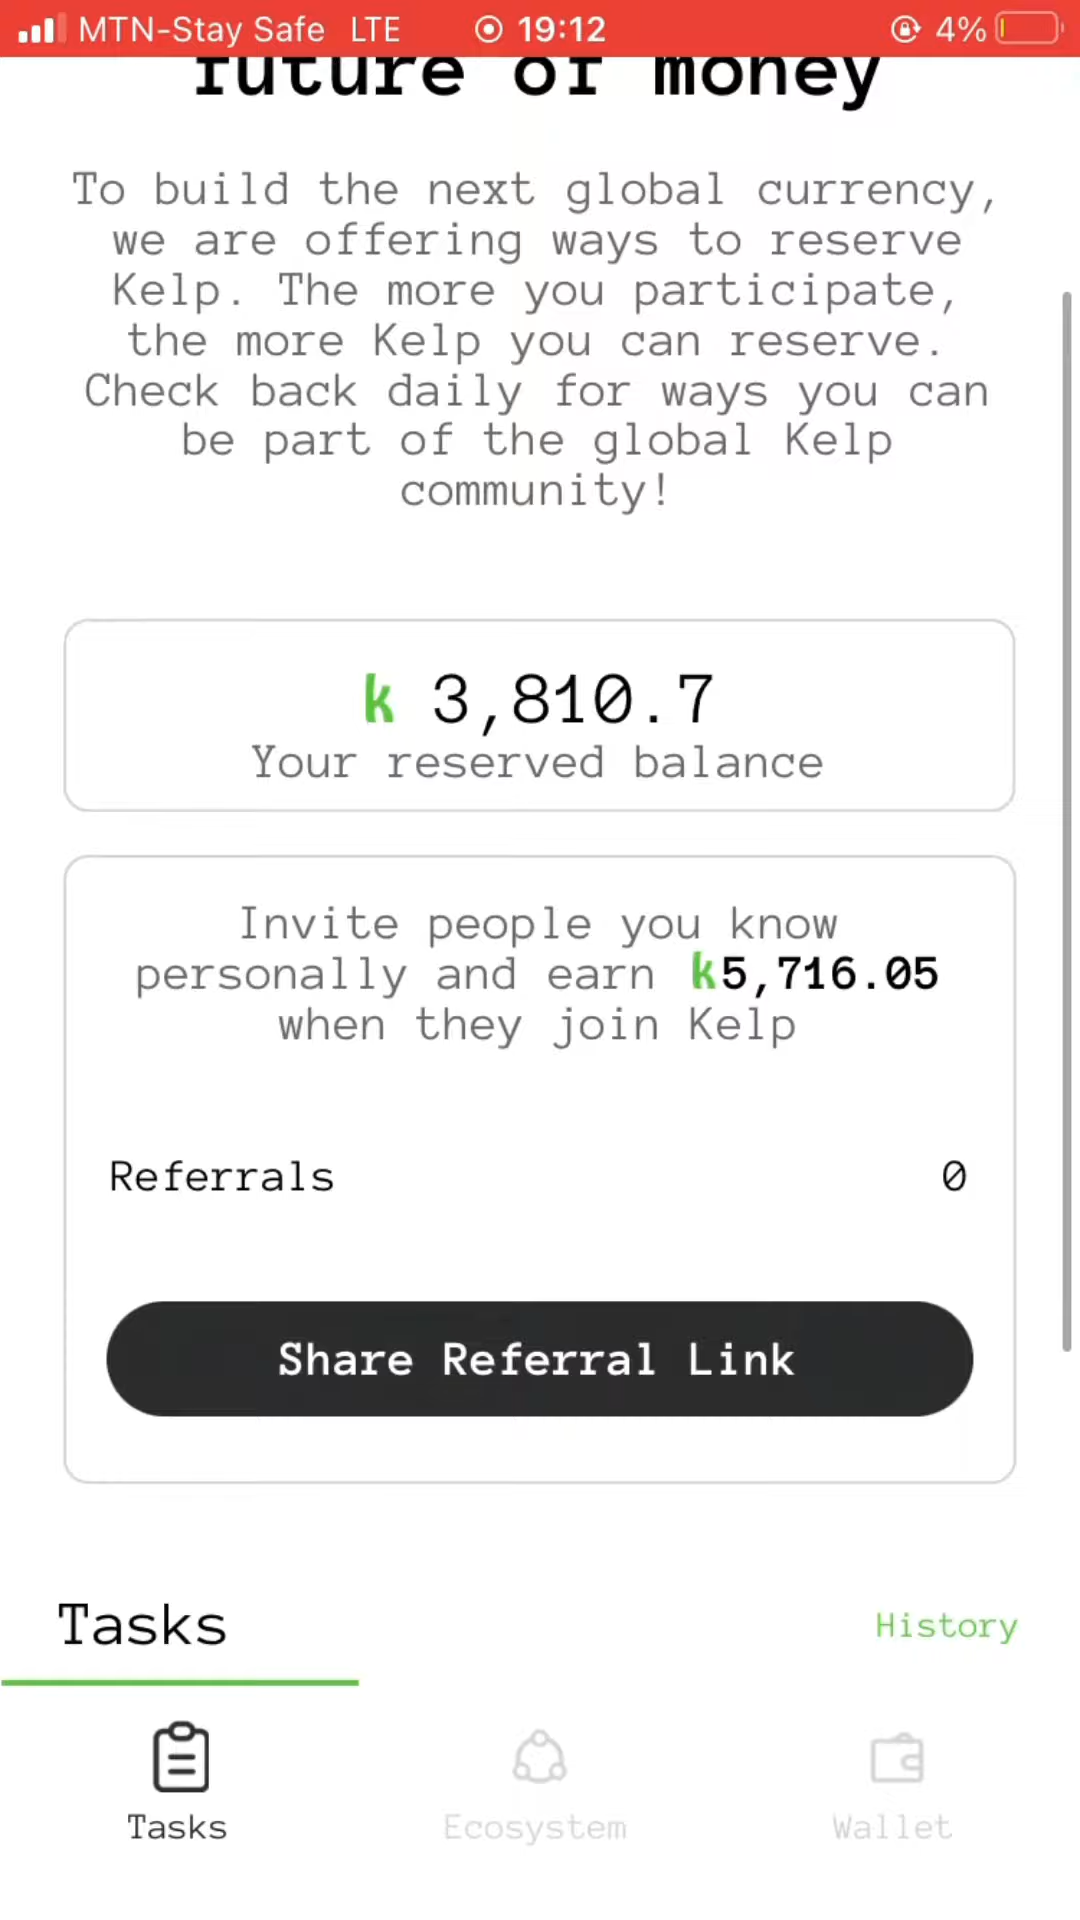 MTN-Stay Safe LTE 19:12 4%
future of money
To build the next global currency,
we are offering ways to reserve
Kelp. The more you participate,
the more Kelp you can reserve.
Check back daily for ways you can
be part of the global Kelp
community!
k 3,810.7
Your reserved balance
Invite people you know
personally and earn k5,716.05
when they join Kelp
Referrals 0
Share Referral Link
Tasks History
Tasks Ecosystem Wallet